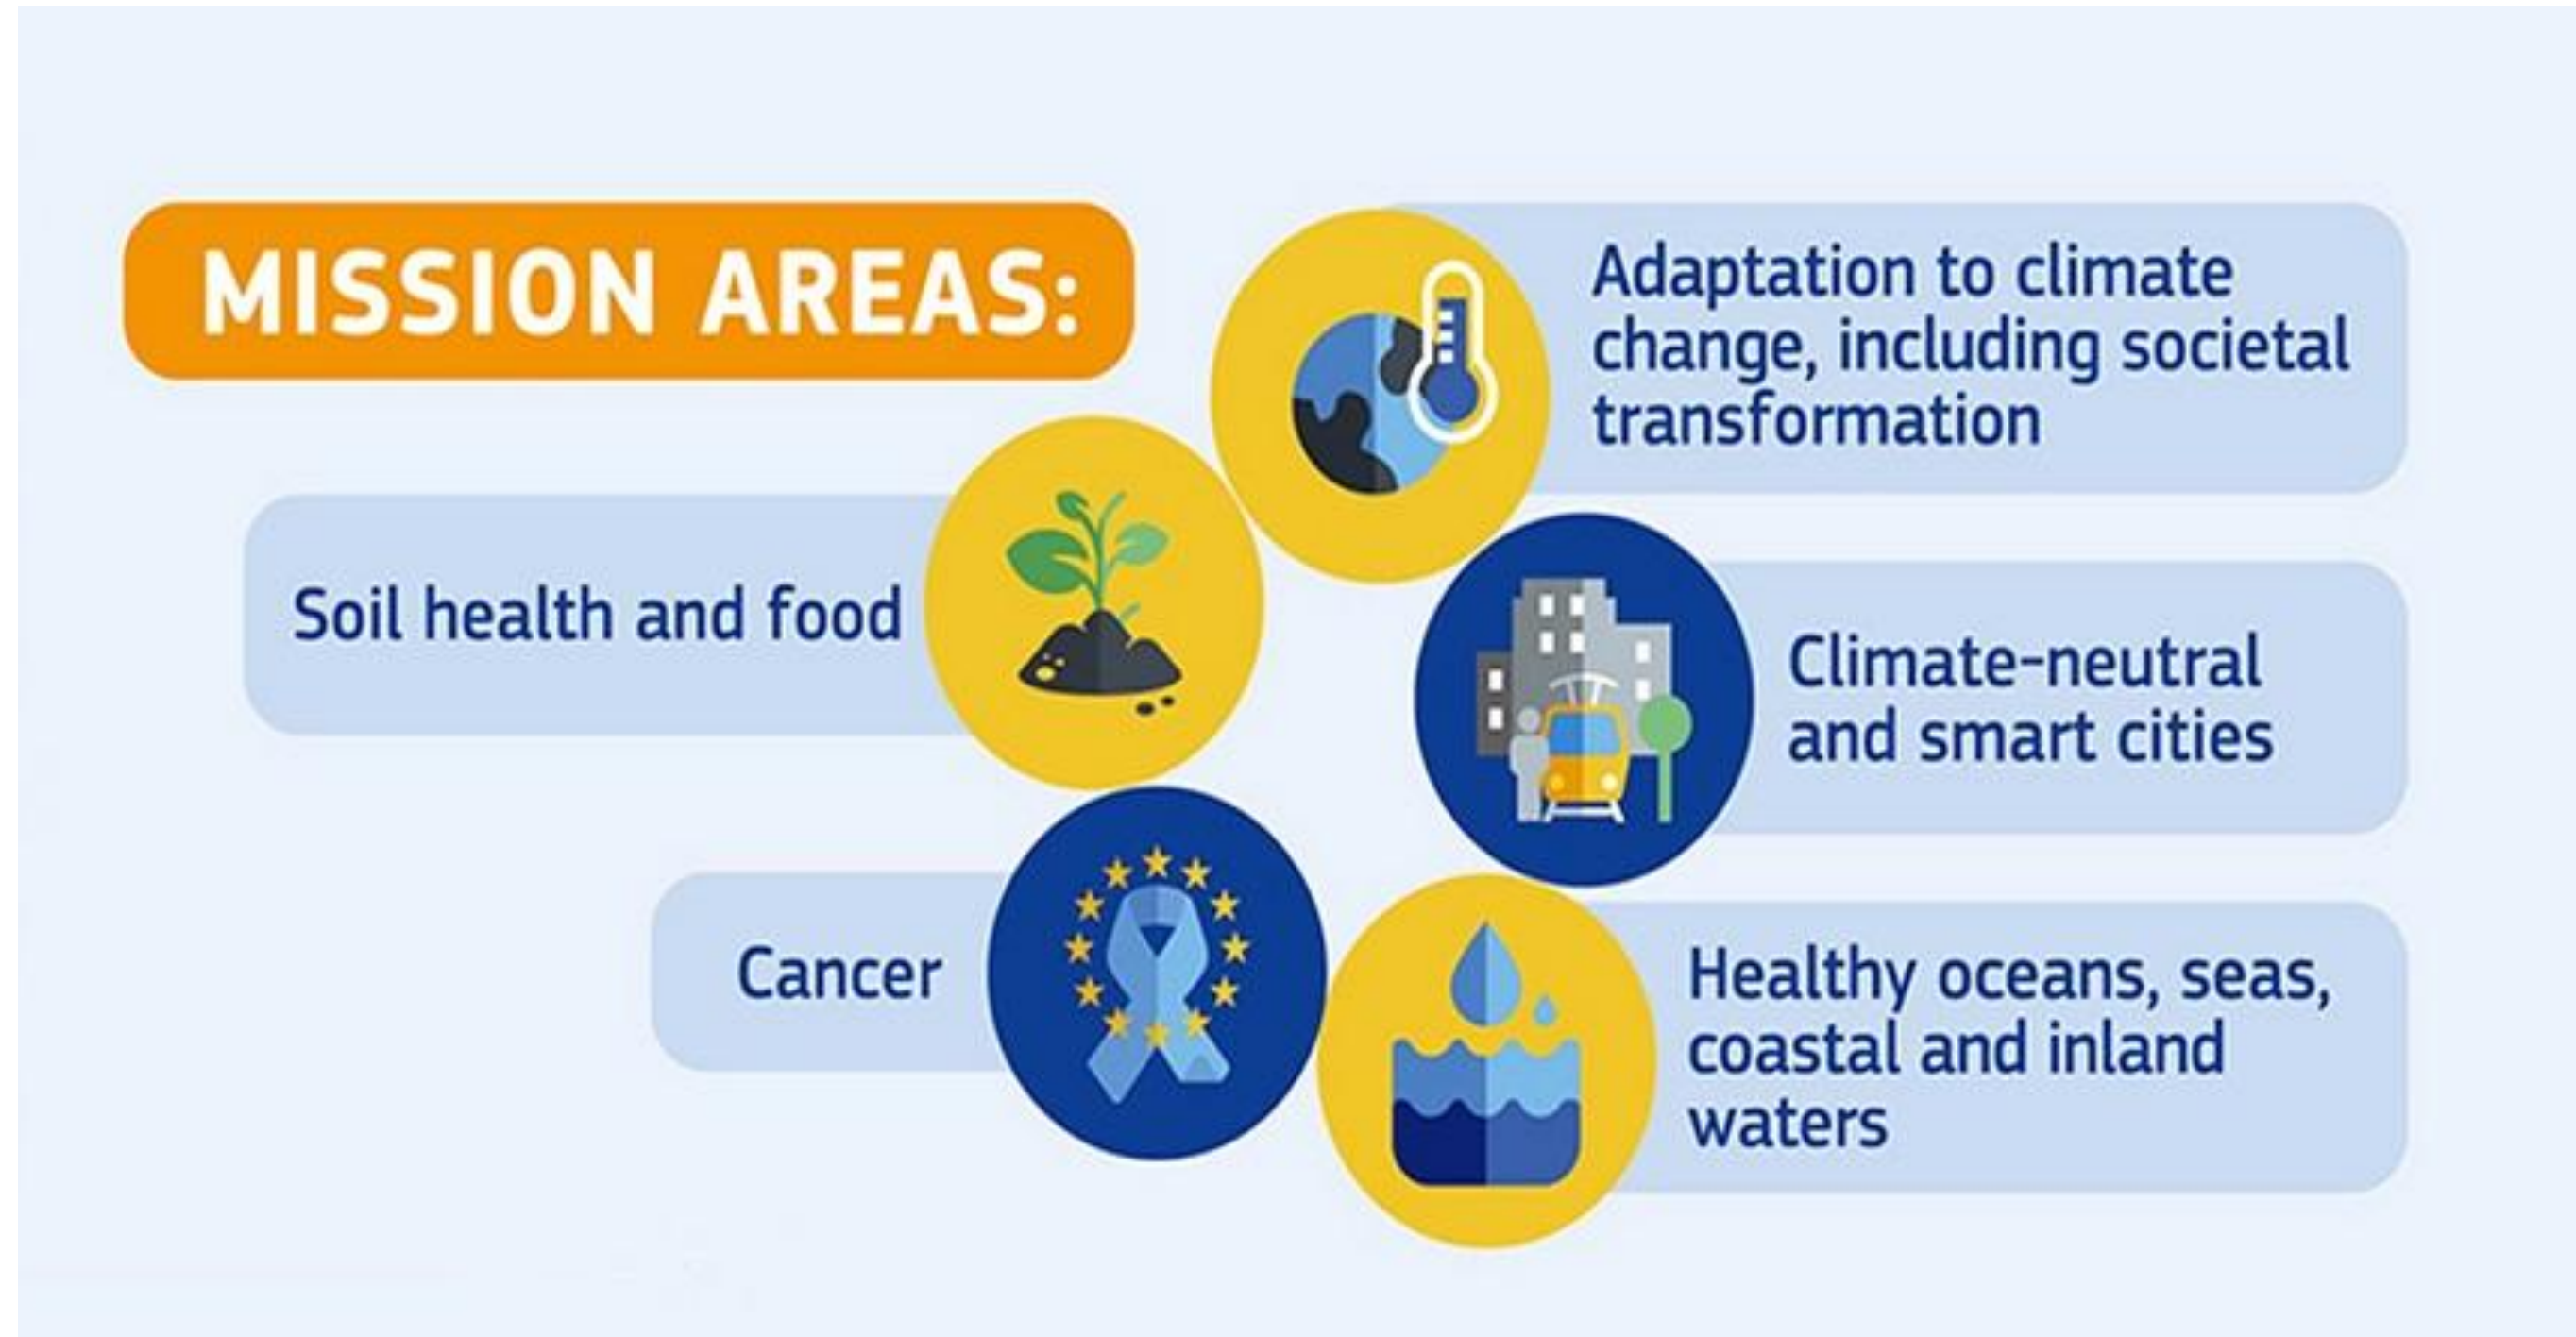 MISSION AREAS:
Adaptation to climate
change, including societal
transformation
Soil health and food
Climate-neutral
and smart cities
Cancer
Healthy oceans, seas,
coastal and inland
waters